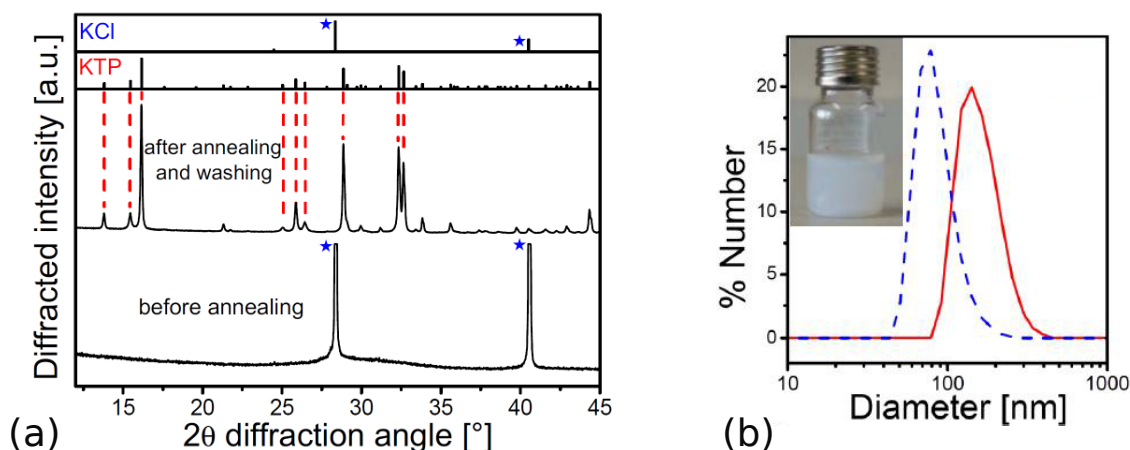 KCl
KTP
after annealing
and washing
before annealing
Diffracted intensity [a.u.]
15 20 25 30 35 40 45
2θ diffraction angle [°]
(a)
% Number
20
15
10
5
0
10 100 1000
Diameter [nm]
(b)